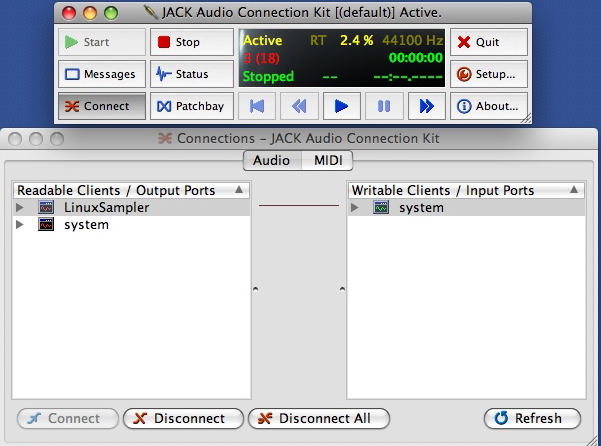 JACK Audio Connection Kit [(default)] Active.
Start Stop Active RT 2.4 % 44100 Hz Quit
3 (18) 00:00:00
Messages Status Stopped -- --:--.---- Setup...
Connect Patchbay About...
Connections – JACK Audio Connection Kit
Audio MIDI
Readable Clients / Output Ports Writable Clients / Input Ports
LinuxSampler system
system
Connect Disconnect Disconnect All Refresh